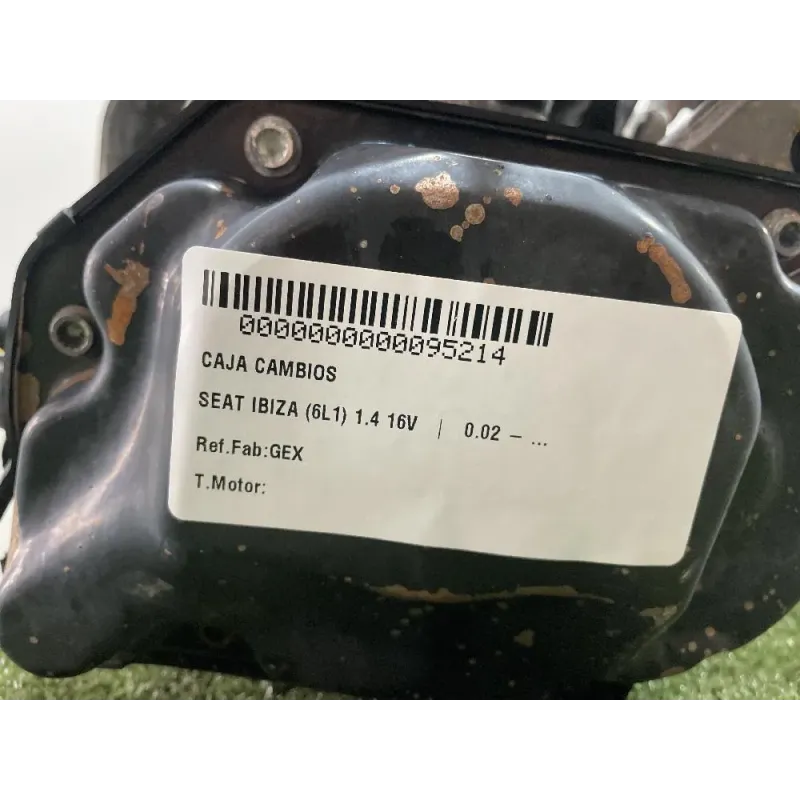 0000000000095214
CAJA CAMBIOS
SEAT IBIZA (6L1) 1.4 16V | 0.02 – ...
Ref.Fab:GEX
T.Motor: